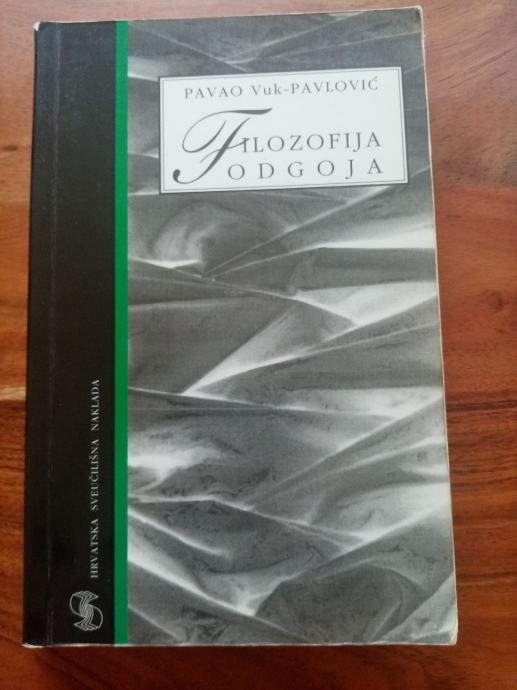 PAVAO VUK-PAVLOVIĆ
FILOZOFIJA
ODGOJA
HRVATSKA SVEUČILIŠNA NAKLADA